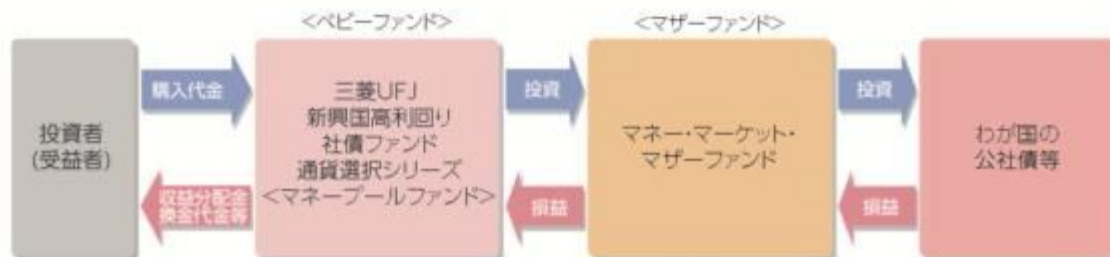 <ベビーファンド>
<マザーファンド>
投資者
(受益者)
購入代金
収益分配金
換金代金等
三菱UFJ
新興国高利回り
社債ファンド
通貨選択シリーズ
<マネープールファンド>
投資
損益
マネー・マーケット・
マザーファンド
投資
損益
わが国の
公社債等